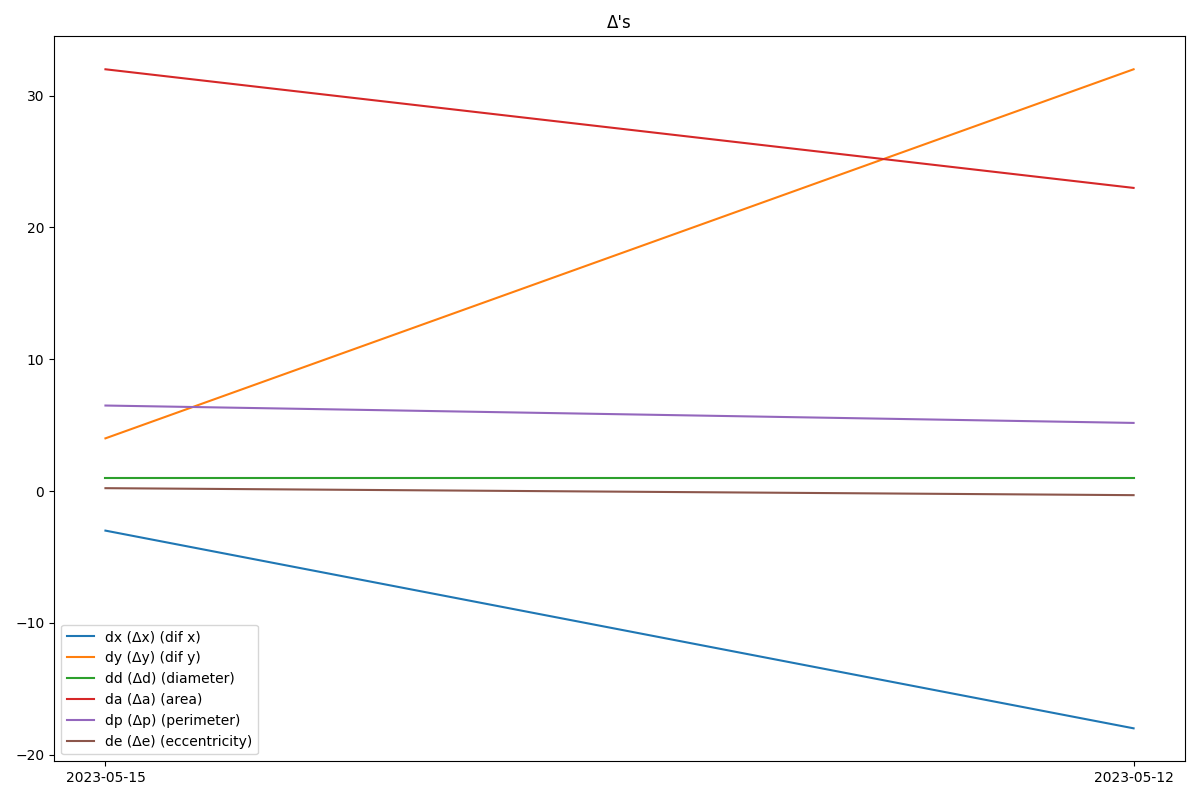 Δ's
30
20
10
0
−10
−20
dx (Δx) (dif x)
dy (Δy) (dif y)
dd (Δd) (diameter)
da (Δa) (area)
dp (Δp) (perimeter)
de (Δe) (eccentricity)
2023-05-15 2023-05-12